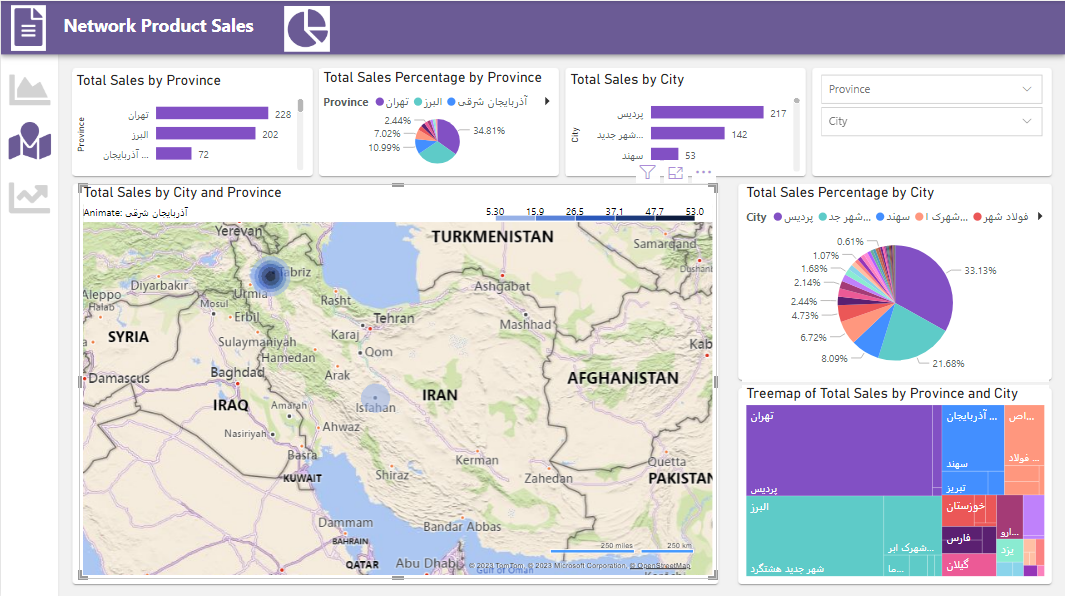 Network Product Sales
Total Sales by Province
Province
تهران 228
البرز 202
آذربایجان ... 72
Total Sales Percentage by Province
Province تهران البرز آذربایجان شرقی
2.44%
7.02%
10.99%
34.81%
Total Sales by City
City
پردیس 217
شهر جدید... 142
سهند 53
Province
City
Total Sales by City and Province
Animate: آذربایجان شرقی
5.30 15.9 26.5 37.1 47.7 53.0
Yerevan
TURKMENISTAN
Samarqand
Tabriz
Dushanbe
Diyarbakir
Ashgabat
Urmia
Aleppo
Halab
Mosul
Rasht
Erbil
Tehran
Mashhad
SYRIA
Karaj
Sulaymaniyah
Qom
Kab
Hamedan
Baghdad
Arak
Damascus
AFGHANISTAN
IRAN
IRAQ
Amarah
Isfahan
Nasiriyah
Ahwaz
Basra
Kerman
Quetta
KUWAIT
Shiraz
Zahedan
PAKISTAN
Dammam
Bandar Abbas
BAHRAIN
250 miles 250 km
QATAR
Abu Dhabi
Gulf of Oman
© 2023 TomTom, © 2023 Microsoft Corporation, © OpenStreetMap
Karachi
Total Sales Percentage by City
City پردیس شهر جد... سهند شهرک ا... فولاد شهر
0.61%
1.07%
1.68%
2.14%
2.44%
4.73%
6.72%
8.09%
33.13%
21.68%
Treemap of Total Sales by Province and City
تهران
پردیس
آذربایجان ...
سهند
تبریز
اص...
فولاد ...
البرز
شهر جدید هشتگرد
شهرک ابر...
ما...
خوزستان
فارس
گیلان
ارو...
یزد